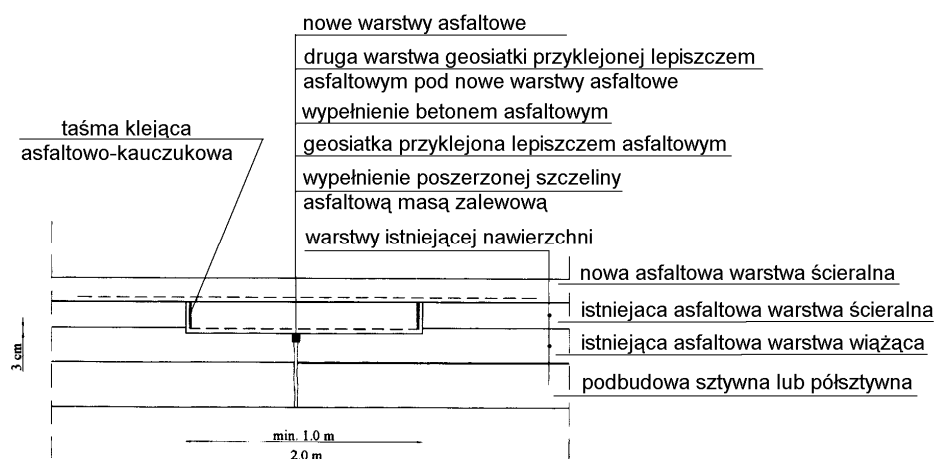 nowe warstwy asfaltowe
druga warstwa geosiatki przyklejonej lepiszczem
asfaltowym pod nowe warstwy asfaltowe
wypełnienie betonem asfaltowym
geosiatka przyklejona lepiszczem asfaltowym
wypełnienie poszerzonej szczeliny
asfaltową masą zalewową
warstwy istniejącej nawierzchni
taśma klejąca
asfaltowo-kauczukowa
nowa asfaltowa warstwa ścieralna
istniejaca asfaltowa warstwa ścieralna
istniejąca asfaltowa warstwa wiążąca
podbudowa sztywna lub półsztywna
3 cm
min. 1.0 m
2.0 m